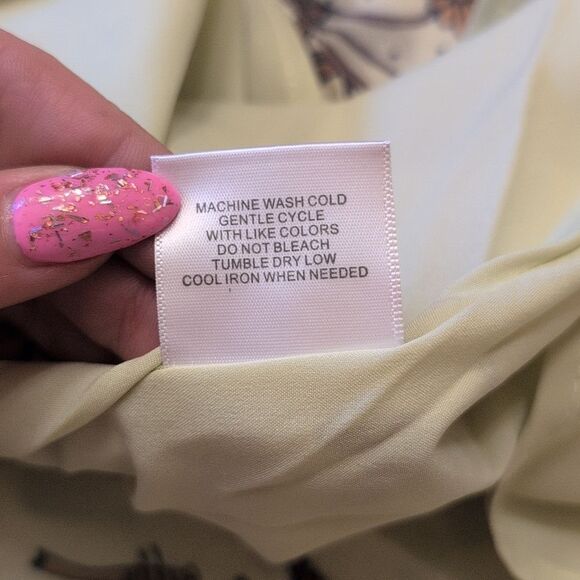 MACHINE WASH COLD
GENTLE CYCLE
WITH LIKE COLORS
DO NOT BLEACH
TUMBLE DRY LOW
COOL IRON WHEN NEEDED